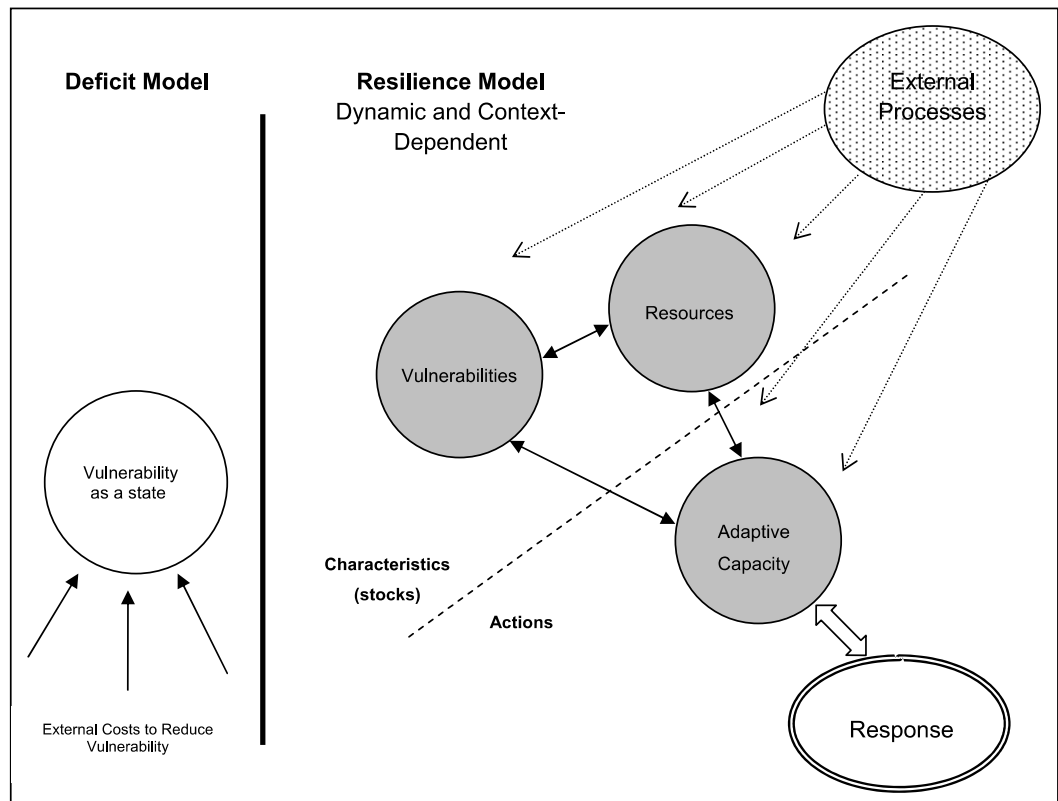 Deficit Model
Resilience Model
Dynamic and Context-
Dependent
External
Processes
Resources
Vulnerabilities
Vulnerability
as a state
Adaptive
Capacity
Characteristics
(stocks)
Actions
External Costs to Reduce
Vulnerability
Response